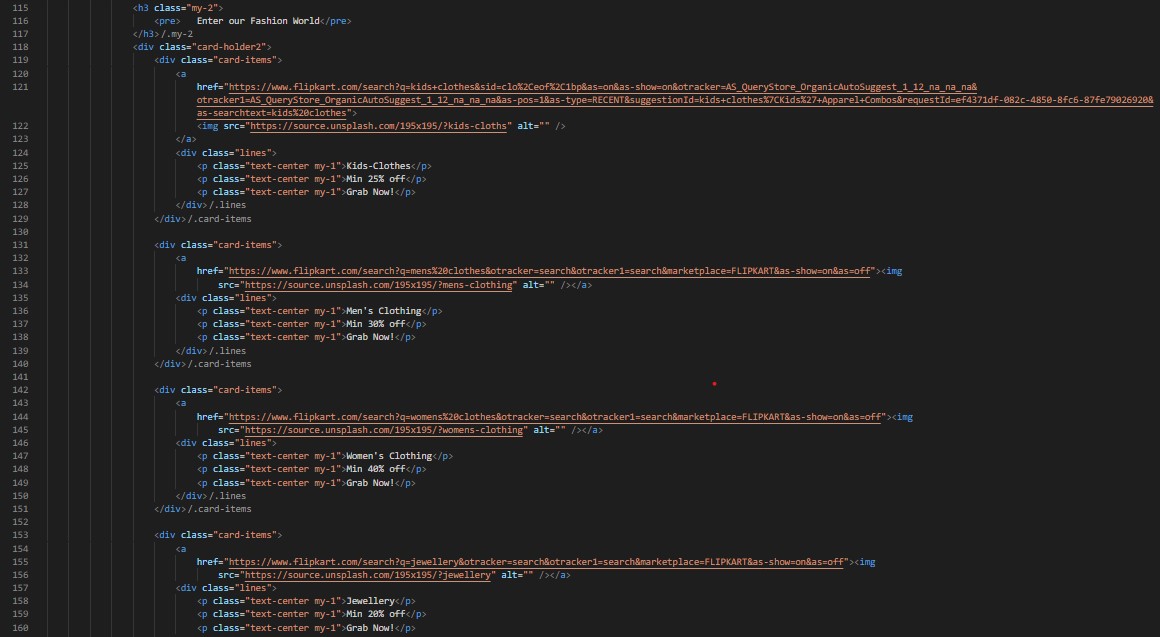 115 <h3 class="my-2">
116 <pre>   Enter our Fashion World</pre>
117 </h3>/.my-2
118 <div class="card-holder2">
119 <div class="card-items">
120 <a
121 href="https://www.flipkart.com/search?q=kids+clothes&sid=clo%2Ceof%2C1bp&as=on&as-show=on&otracker=AS_QueryStore_OrganicAutoSuggest_1_12_na_na_na&
otracker1=AS_QueryStore_OrganicAutoSuggest_1_12_na_na_na&as-pos=1&as-type=RECENT&suggestionId=kids+clothes%7CKids%27+Apparel+Combos&requestId=ef4371df-082c-4850-8fc6-87fe79026920&
as-searchtext=kids%20clothes">
122 <img src="https://source.unsplash.com/195x195/?kids-cloths" alt="" />
123 </a>
124 <div class="lines">
125 <p class="text-center my-1">Kids-Clothes</p>
126 <p class="text-center my-1">Min 25% off</p>
127 <p class="text-center my-1">Grab Now!</p>
128 </div>/.lines
129 </div>/.card-items
130
131 <div class="card-items">
132 <a
133 href="https://www.flipkart.com/search?q=mens%20clothes&otracker=search&otracker1=search&marketplace=FLIPKART&as-show=on&as=off"><img
134 src="https://source.unsplash.com/195x195/?mens-clothing" alt="" /></a>
135 <div class="lines">
136 <p class="text-center my-1">Men's Clothing</p>
137 <p class="text-center my-1">Min 30% off</p>
138 <p class="text-center my-1">Grab Now!</p>
139 </div>/.lines
140 </div>/.card-items
141
142 <div class="card-items">
143 <a
144 href="https://www.flipkart.com/search?q=womens%20clothes&otracker=search&otracker1=search&marketplace=FLIPKART&as-show=on&as=off"><img
145 src="https://source.unsplash.com/195x195/?womens-clothing" alt="" /></a>
146 <div class="lines">
147 <p class="text-center my-1">Women's Clothing</p>
148 <p class="text-center my-1">Min 40% off</p>
149 <p class="text-center my-1">Grab Now!</p>
150 </div>/.lines
151 </div>/.card-items
152
153 <div class="card-items">
154 <a
155 href="https://www.flipkart.com/search?q=jewellery&otracker=search&otracker1=search&marketplace=FLIPKART&as-show=on&as=off"><img
156 src="https://source.unsplash.com/195x195/?jewellery" alt="" /></a>
157 <div class="lines">
158 <p class="text-center my-1">Jewellery</p>
159 <p class="text-center my-1">Min 20% off</p>
160 <p class="text-center my-1">Grab Now!</p>